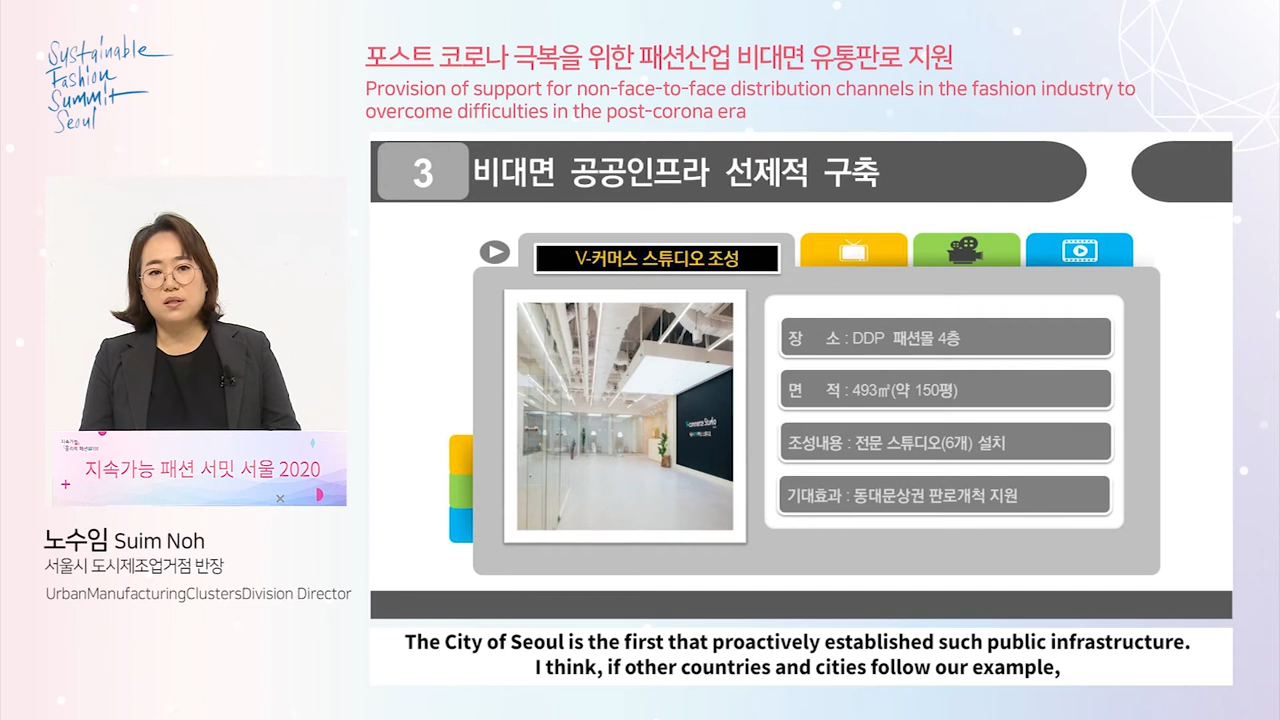 Sustainable
Fashion
Summit
Seoul
포스트 코로나 극복을 위한 패션산업 비대면 유통판로 지원
Provision of support for non-face-to-face distribution channels in the fashion industry to
overcome difficulties in the post-corona era
3 비대면 공공인프라 선제적 구축
V-커머스 스튜디오 조성
장 소 : DDP 패션몰 4층
면 적 : 493㎡(약 150평)
조성내용 : 전문 스튜디오(6개) 설치
기대효과 : 동대문상권 판로개척 지원
지속가능 패션 서밋 서울 2020
노수임 Suim Noh
서울시 도시제조업거점 반장
UrbanManufacturingClustersDivision Director
The City of Seoul is the first that proactively established such public infrastructure.
I think, if other countries and cities follow our example,